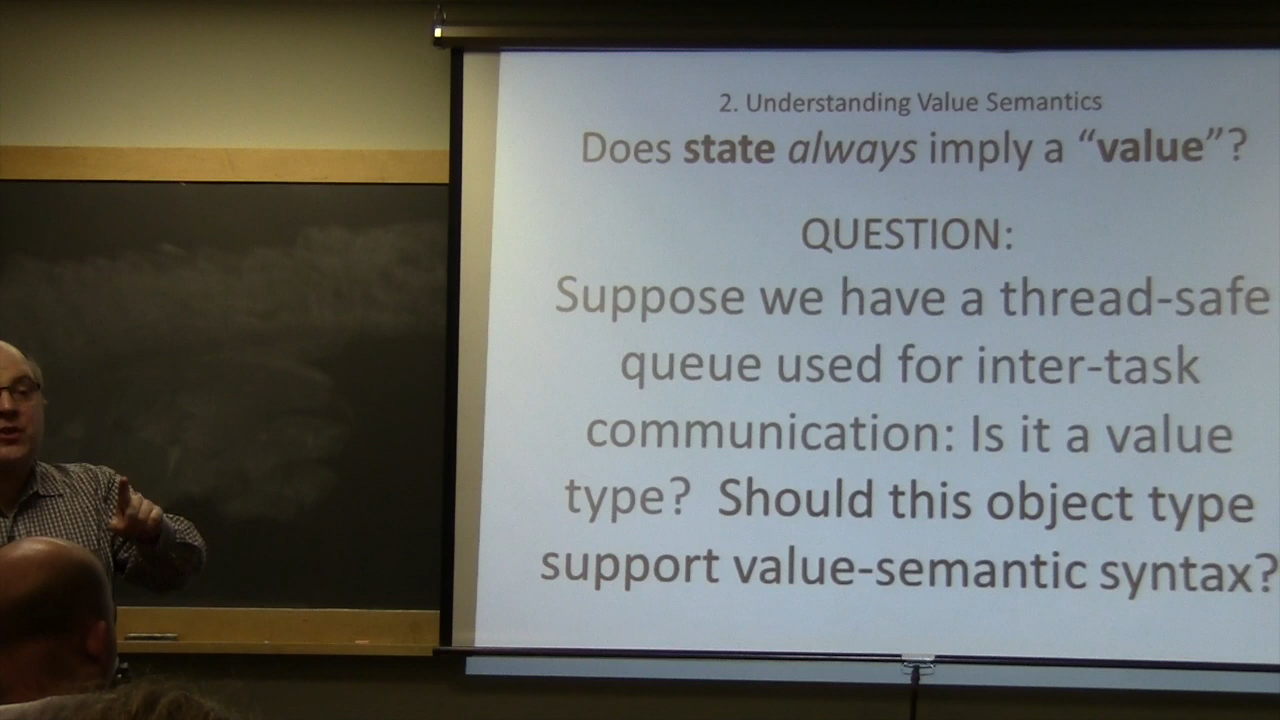 2. Understanding Value Semantics
Does state always imply a “value”?
QUESTION:
Suppose we have a thread-safe
queue used for inter-task
communication: Is it a value
type? Should this object type
support value-semantic syntax?